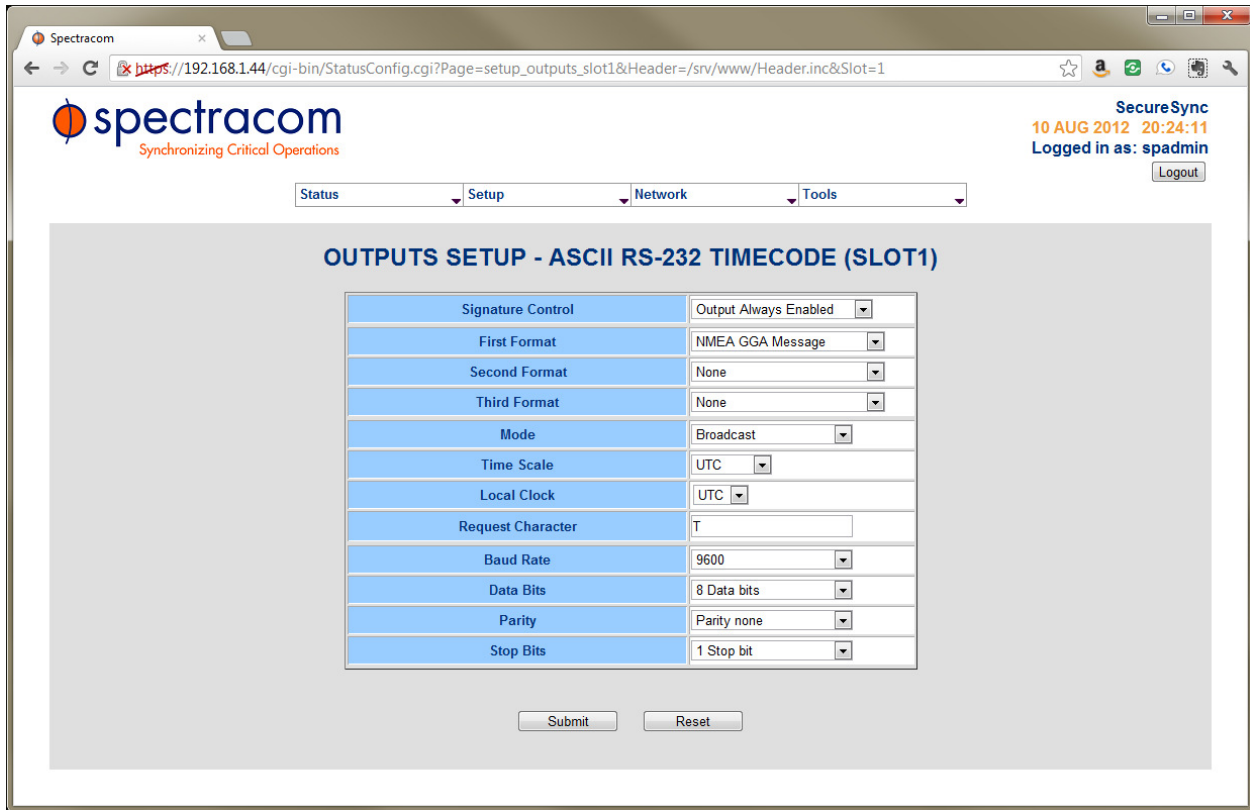 Spectracom
https://192.168.1.44/cgi-bin/StatusConfig.cgi?Page=setup_outputs_slot1&Header=/srv/www/Header.inc&Slot=1
spectracom
Synchronizing Critical Operations
SecureSync
10 AUG 2012 20:24:11
Logged in as: spadmin
Logout
Status Setup Network Tools
OUTPUTS SETUP - ASCII RS-232 TIMECODE (SLOT1)
Signature Control Output Always Enabled
First Format NMEA GGA Message
Second Format None
Third Format None
Mode Broadcast
Time Scale UTC
Local Clock UTC
Request Character T
Baud Rate 9600
Data Bits 8 Data bits
Parity Parity none
Stop Bits 1 Stop bit
Submit Reset